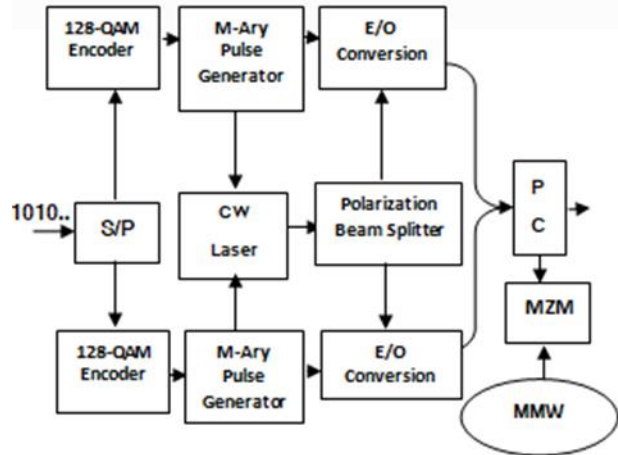 128-QAM
Encoder
M-Ary
Pulse
Generator
E/O
Conversion
1010..
S/P
CW
Laser
Polarization
Beam Splitter
P
C
MZM
128-QAM
Encoder
M-Ary
Pulse
Generator
E/O
Conversion
MMW